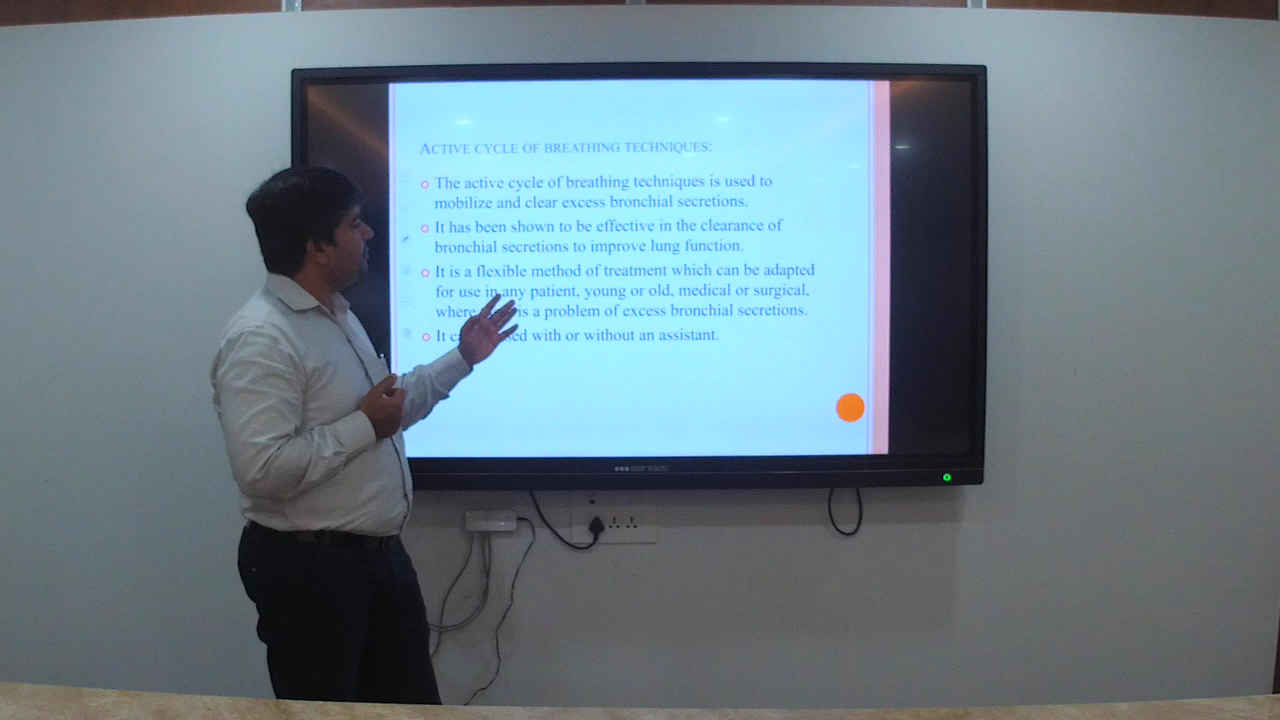 ACTIVE CYCLE OF BREATHING TECHNIQUES:
The active cycle of breathing techniques is used to
mobilize and clear excess bronchial secretions.
It has been shown to be effective in the clearance of
bronchial secretions to improve lung function.
It is a flexible method of treatment which can be adapted
for use in any patient, young or old, medical or surgical,
where is a problem of excess bronchial secretions.
It with or without an assistant.